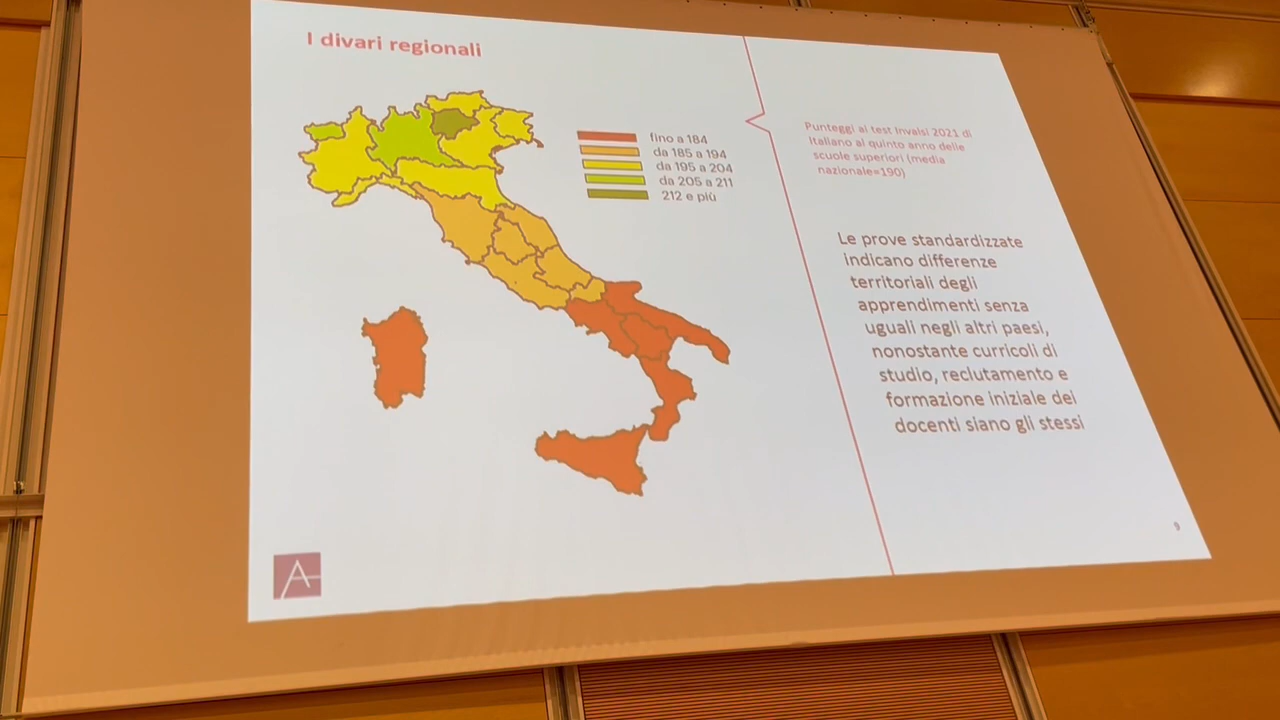 I divari regionali
fino a 184
da 185 a 194
da 195 a 204
da 205 a 211
212 e più
Punteggi ai test Invalsi 2021 di
Italiano al quinto anno delle
scuole superiori (media
nazionale=190)
Le prove standardizzate
indicano differenze
territoriali degli
apprendimenti senza
uguali negli altri paesi,
nonostante curricoli di
studio, reclutamento e
formazione iniziale dei
docenti siano gli stessi
9
A